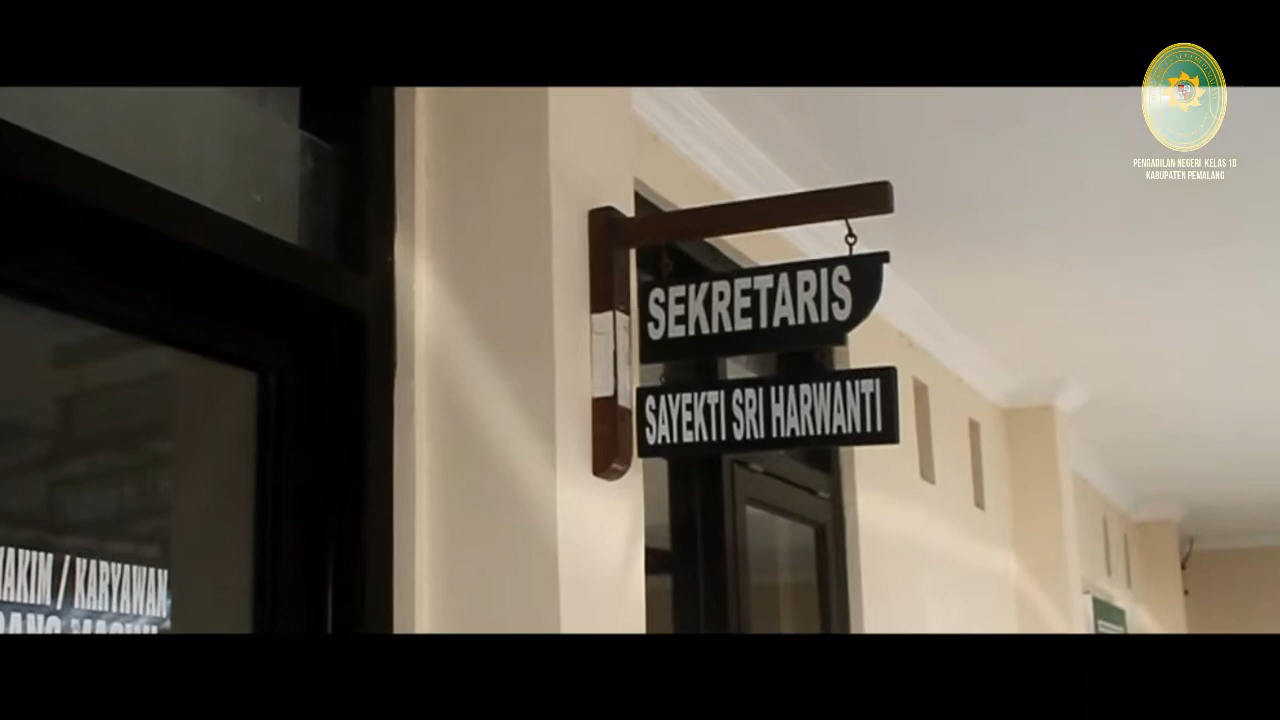 PENGADILAN NEGERI KELAS 1B
KABUPATEN PEMALANG
SEKRETARIS
SAYEKTI SRI HARWANTI
HAKIM / KARYAWAN